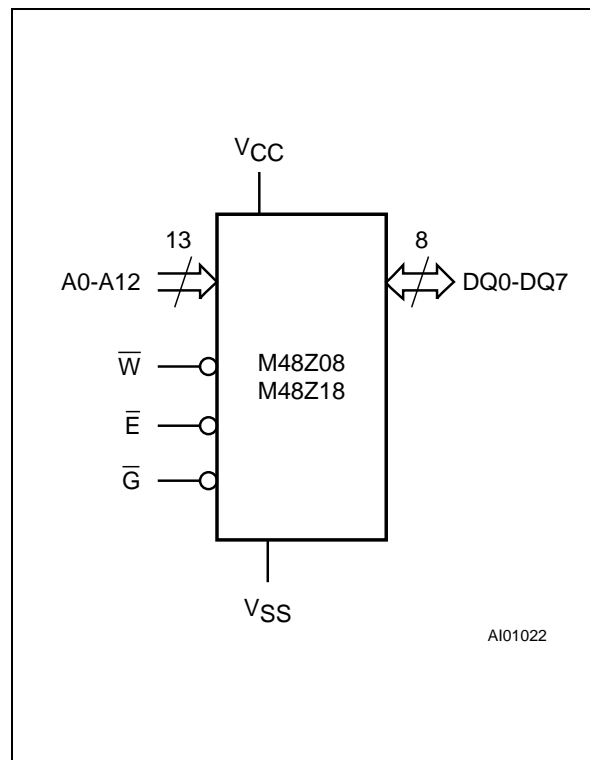 VCC
13
8
A0-A12
DQ0-DQ7
W̅
M48Z08
M48Z18
E̅
G̅
VSS
AI01022